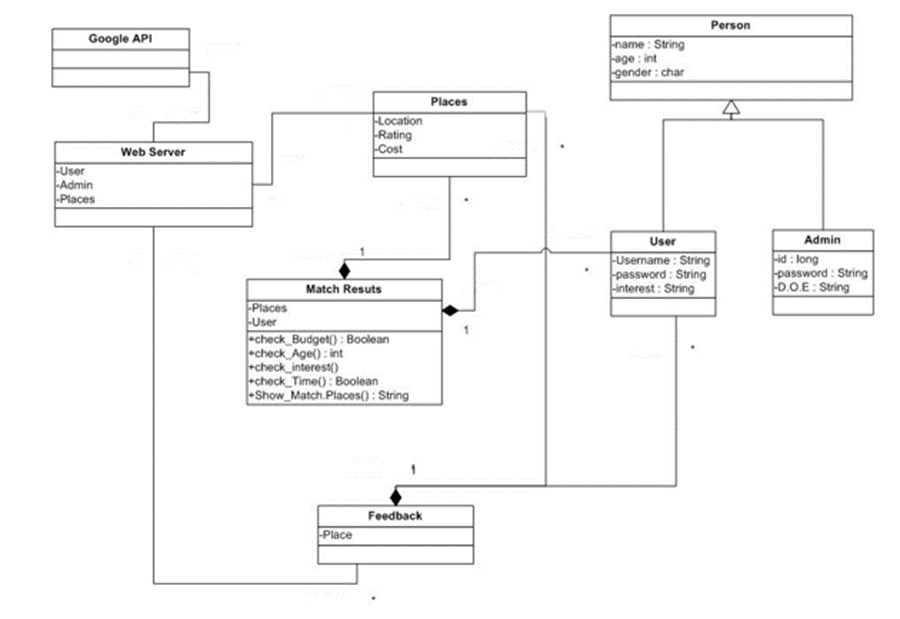 Google API
Person
-name : String
-age : int
-gender : char
Places
-Location
-Rating
-Cost
*
Web Server
-User
-Admin
-Places
*
1
User
-Username : String
-password : String
-interest : String
Admin
-id : long
-password : String
-D.O.E : String
*
Match Resuts
-Places
-User
+check_Budget() : Boolean
+check_Age() : int
+check_interest()
+check_Time() : Boolean
+Show_Match.Places() : String
1
*
1
Feedback
-Place
*